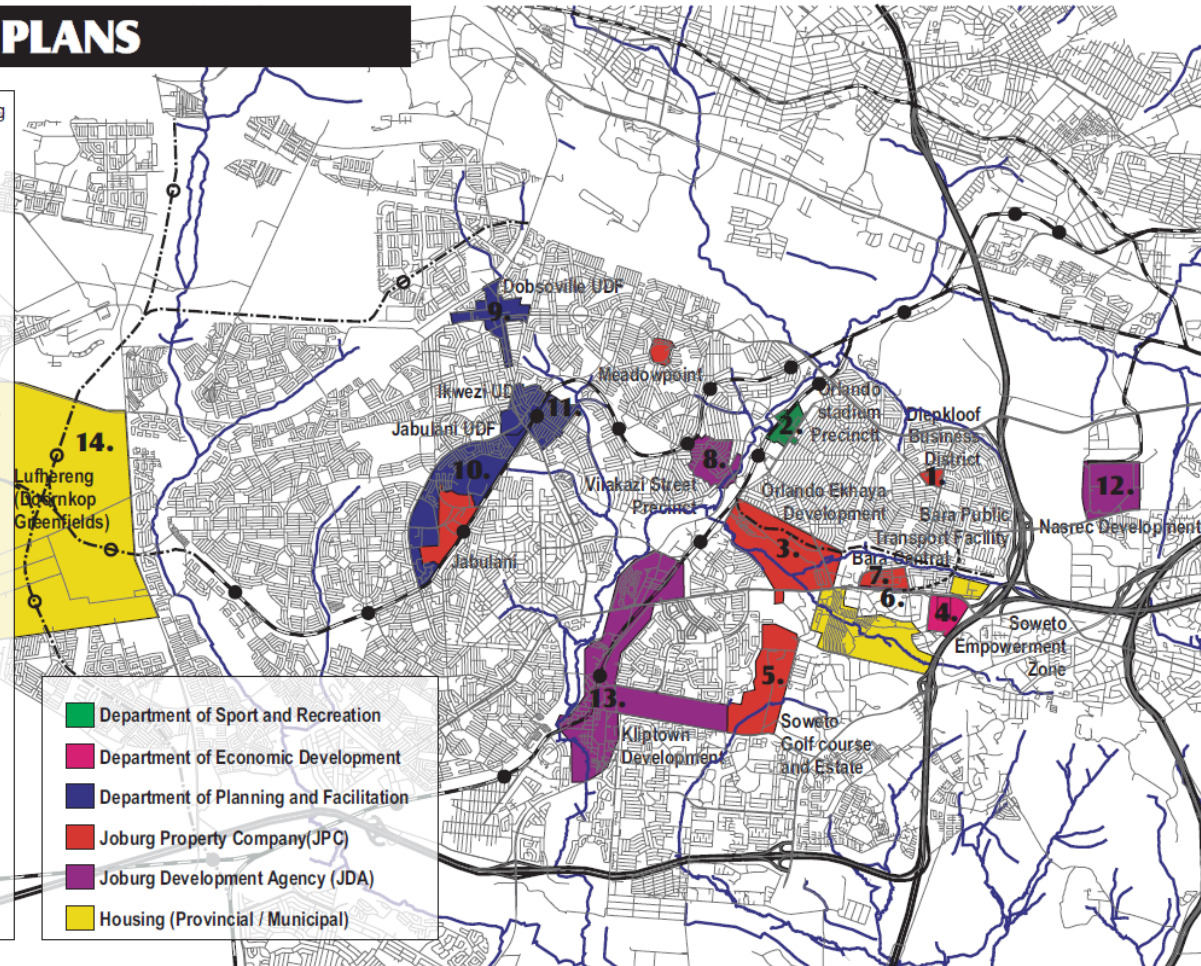 PLANS
g
Dobsoville UDF
9.
Meadowpoint
Ikwezi UDF
11.
Jabulani UDF
10.
Jabulani
14.
Lufhereng
(Doornkop
Greenfields)
Orlando
stadium
Precinct
2.
Diepkloof
Business
District
1.
8.
Vilakazi Street
Precinct
Orlando Ekhaya
Development
12.
Nasrec Development
Bara Public
Transport Facility
Bara Central
3.
7.
6.
4.
Soweto
Empowerment
Zone
5.
Soweto
Golf course
and Estate
13.
Kliptown
Development
Department of Sport and Recreation
Department of Economic Development
Department of Planning and Facilitation
Joburg Property Company(JPC)
Joburg Development Agency (JDA)
Housing (Provincial / Municipal)